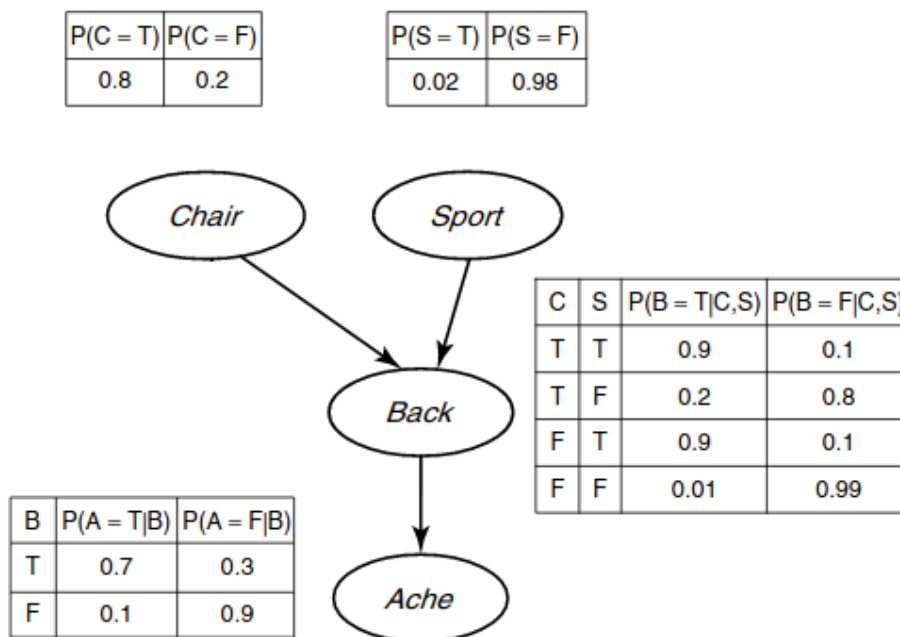 P(C = T) P(C = F) P(S = T) P(S = F)
0.8 0.2 0.02 0.98
Chair Sport
C S P(B = T|C,S) P(B = F|C,S)
T T 0.9 0.1
T F 0.2 0.8
F T 0.9 0.1
F F 0.01 0.99
Back
B P(A = T|B) P(A = F|B)
T 0.7 0.3
F 0.1 0.9
Ache